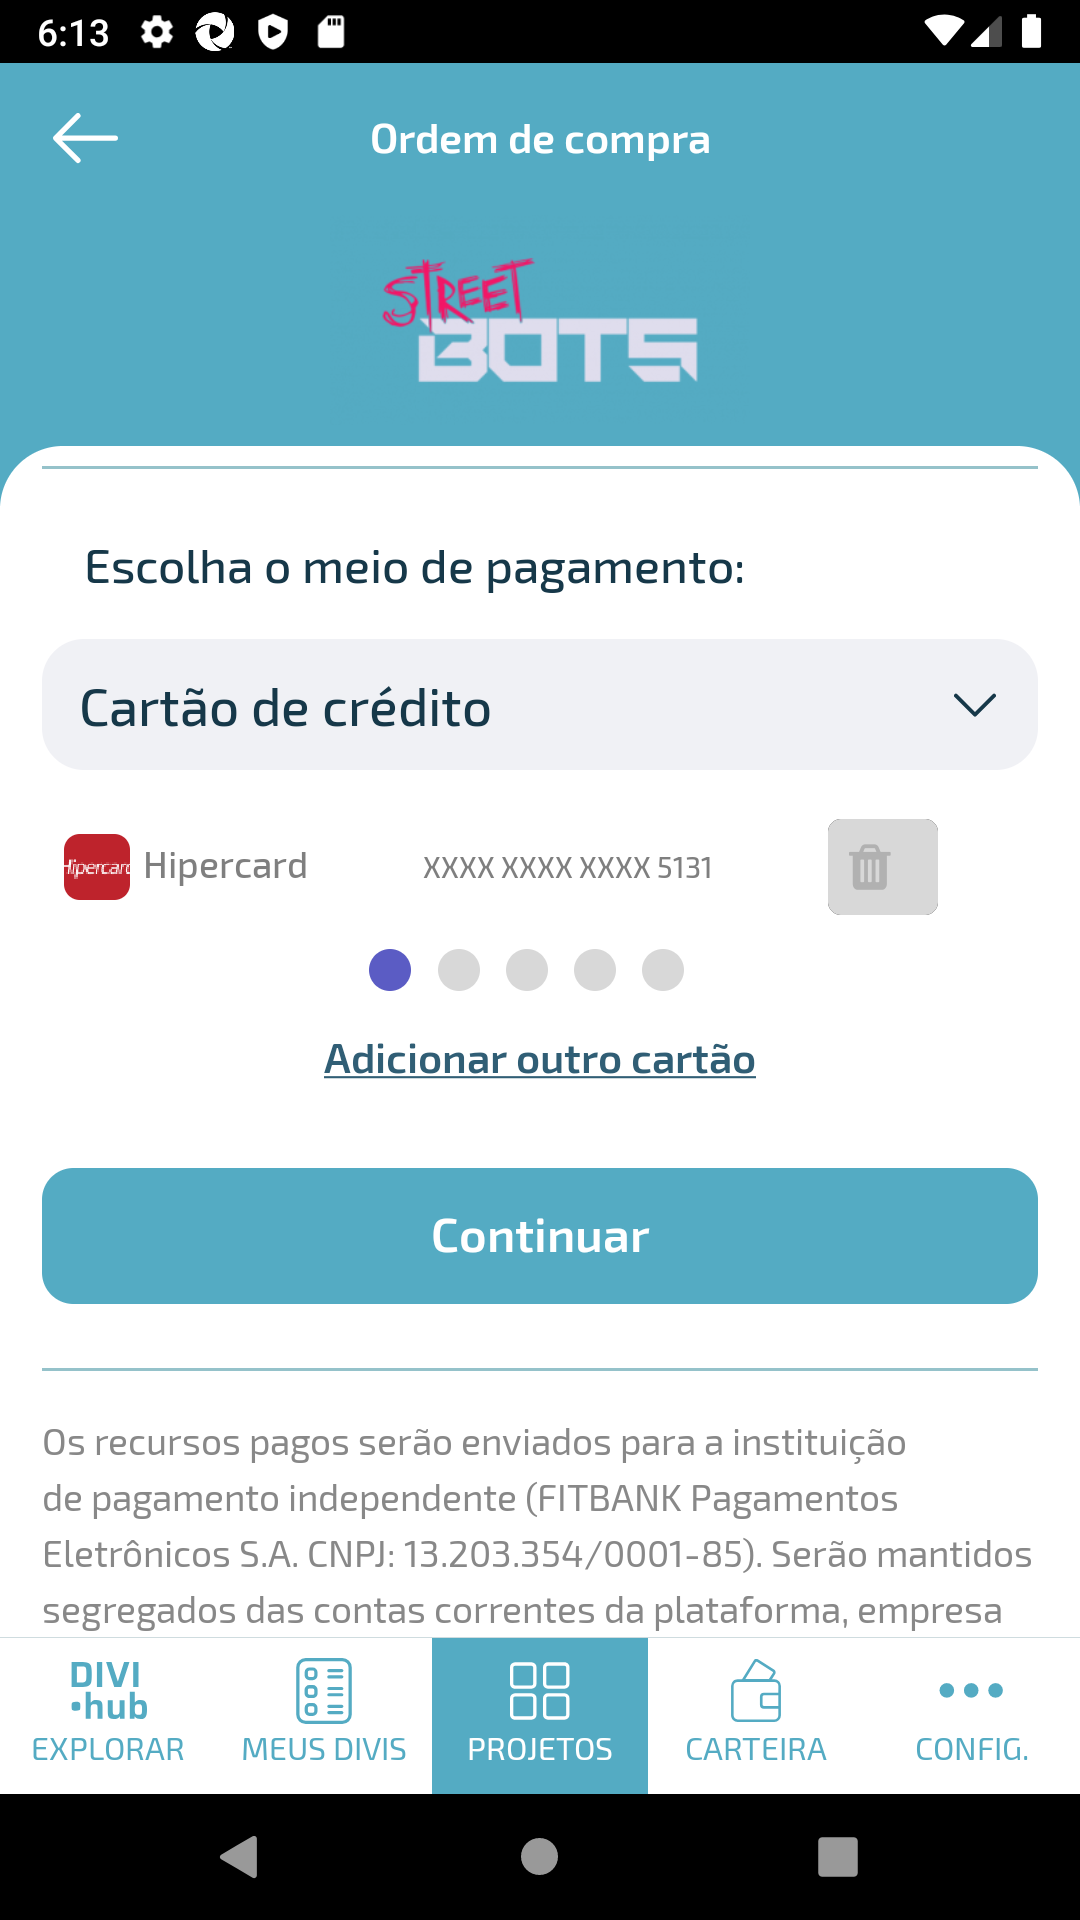 6:13
Ordem de compra
STREET
BOTS
Escolha o meio de pagamento:
Cartão de crédito
Hipercard Hipercard XXXX XXXX XXXX 5131
Adicionar outro cartão
Continuar
Os recursos pagos serão enviados para a instituição
de pagamento independente (FITBANK Pagamentos
Eletrônicos S.A. CNPJ: 13.203.354/0001-85). Serão mantidos
segregados das contas correntes da plataforma, empresa
DIVI
•hub
EXPLORAR MEUS DIVIS PROJETOS CARTEIRA CONFIG.